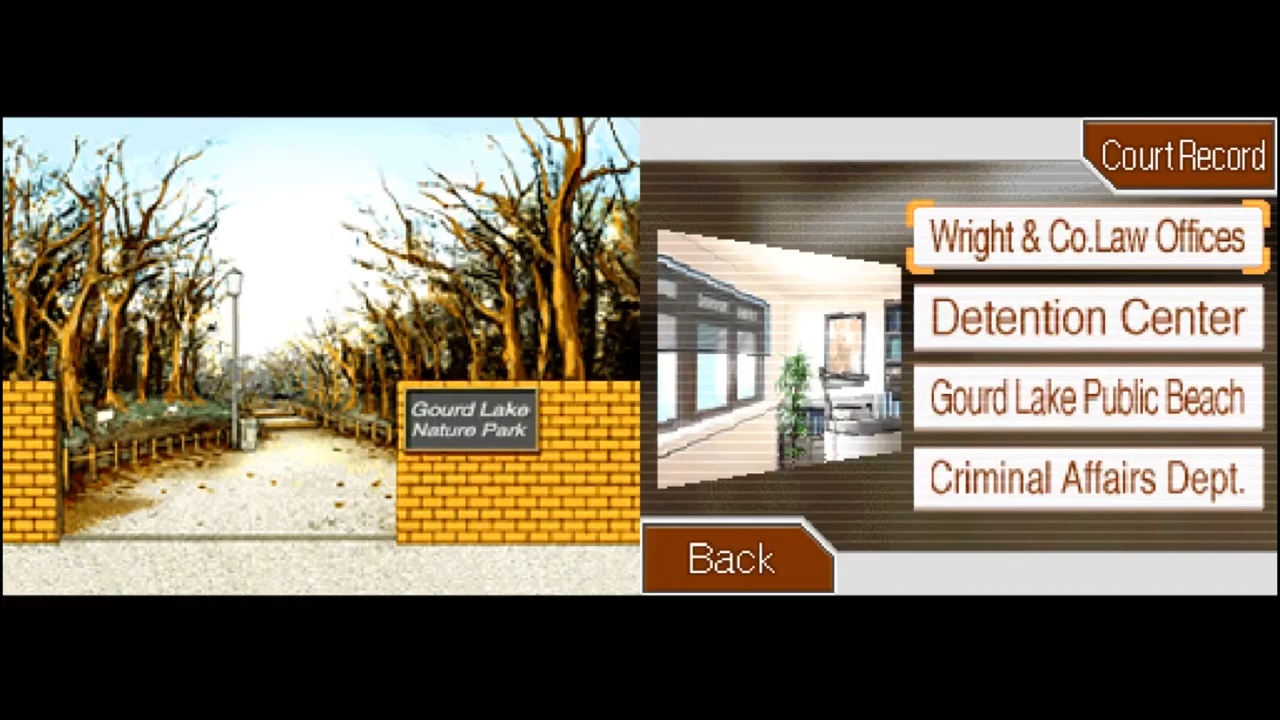 Gourd Lake
Nature Park
Court Record
Wright & Co.Law Offices
Detention Center
Gourd Lake Public Beach
Criminal Affairs Dept.
Back